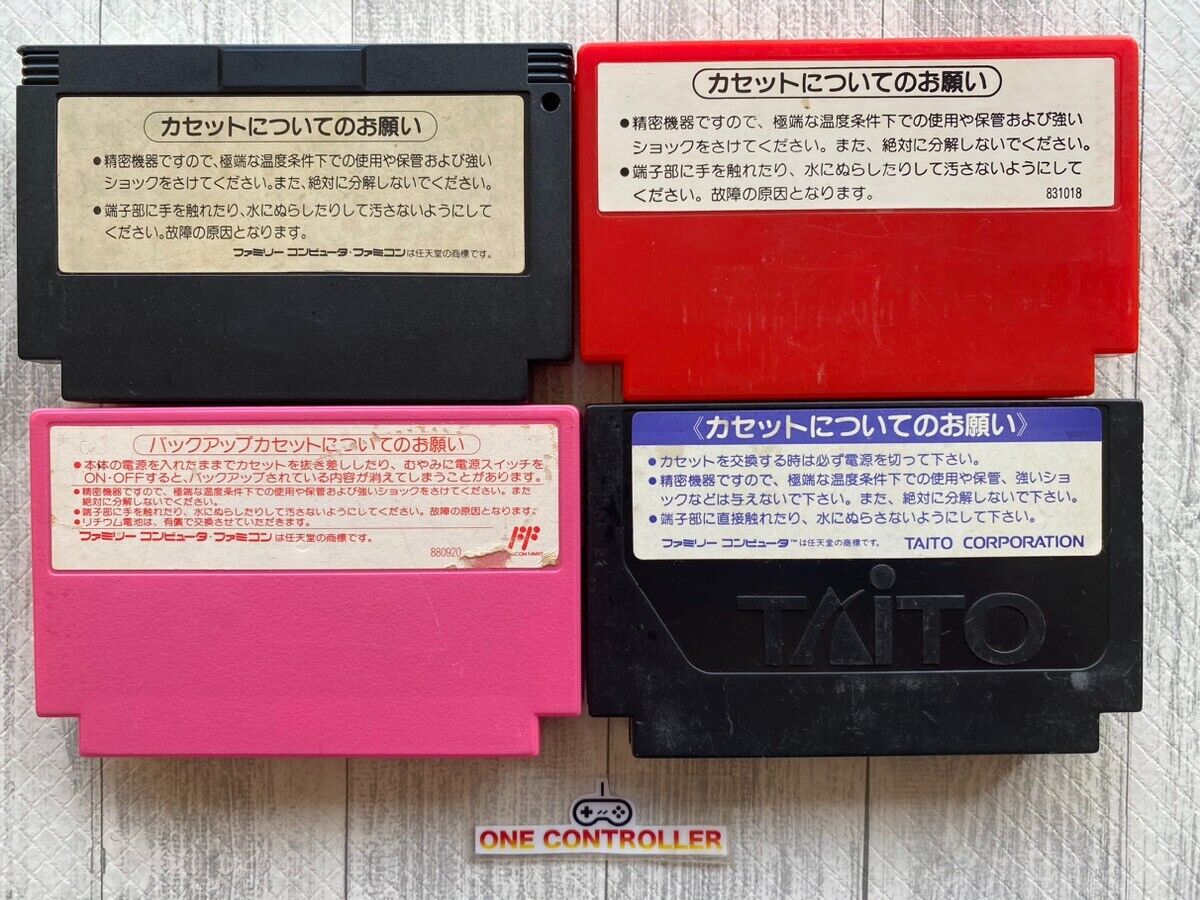 カセットについてのお願い
●精密機器ですので、極端な温度条件下での使用や保管および強い
ショックをさけてください。また、絶対に分解しないでください。
●端子部に手を触れたり、水にぬらしたりして汚さないようにして
ください。故障の原因となります。
ファミリー コンピュータ・ファミコンは任天堂の商標です。
カセットについてのお願い
●精密機器ですので、極端な温度条件下での使用や保管および強い
ショックをさけてください。また、絶対に分解しないでください。
●端子部に手を触れたり、水にぬらしたりして汚さないようにして
ください。故障の原因となります。
831018
バックアップカセットについてのお願い
●本体の電源を入れたままでカセットを抜き差ししたり、むやみに電源スイッチを
ON・OFFすると、バックアップされている内容が消えてしまうことがあります。
●精密機器ですので、極端な温度条件下での使用や保管および強いショックをさけてください。また
絶対に分解しないでください。
●端子部に手を触れたり、水にぬらしたりして汚さないようにしてください。故障の原因となります。
●リチウム電池は、有償で交換させていただきます。
ファミリー コンピュータ・ファミコンは任天堂の商標です。
880920
《カセットについてのお願い》
●カセットを交換する時は必ず電源を切って下さい。
●精密機器ですので、極端な温度条件下での使用や保管、強いショ
ックなどは与えないで下さい。また、絶対に分解しないで下さい。
●端子部に直接触れたり、水にぬらさないようにして下さい。
ファミリー コンピュータ™は任天堂の商標です。 TAITO CORPORATION
TAITO
ONE CONTROLLER